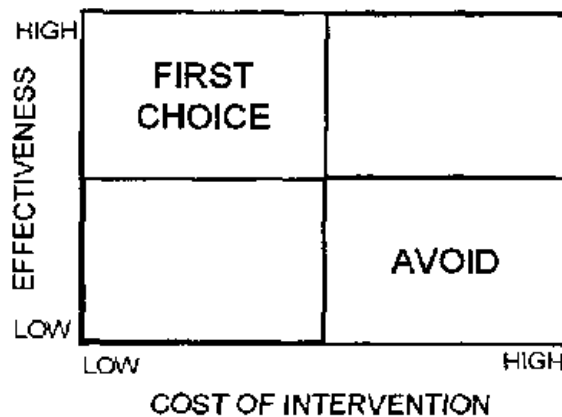 HIGH
FIRST
CHOICE
EFFECTIVENESS
AVOID
LOW
LOW
HIGH
COST OF INTERVENTION